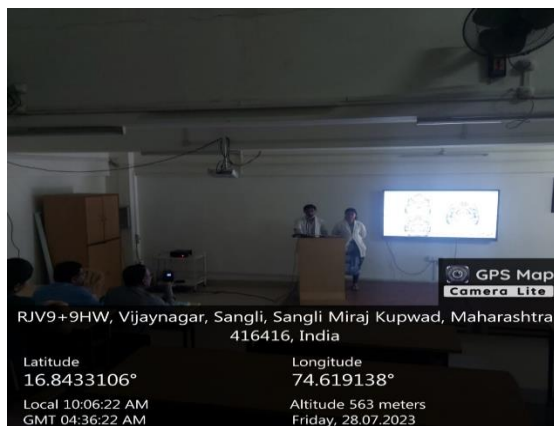 GPS Map
Camera Lite
RJV9+9HW, Vijaynagar, Sangli, Sangli Miraj Kupwad, Maharashtra
416416, India
Latitude
16.8433106°
Longitude
74.619138°
Local 10:06:22 AM
GMT 04:36:22 AM
Altitude 563 meters
Friday, 28.07.2023